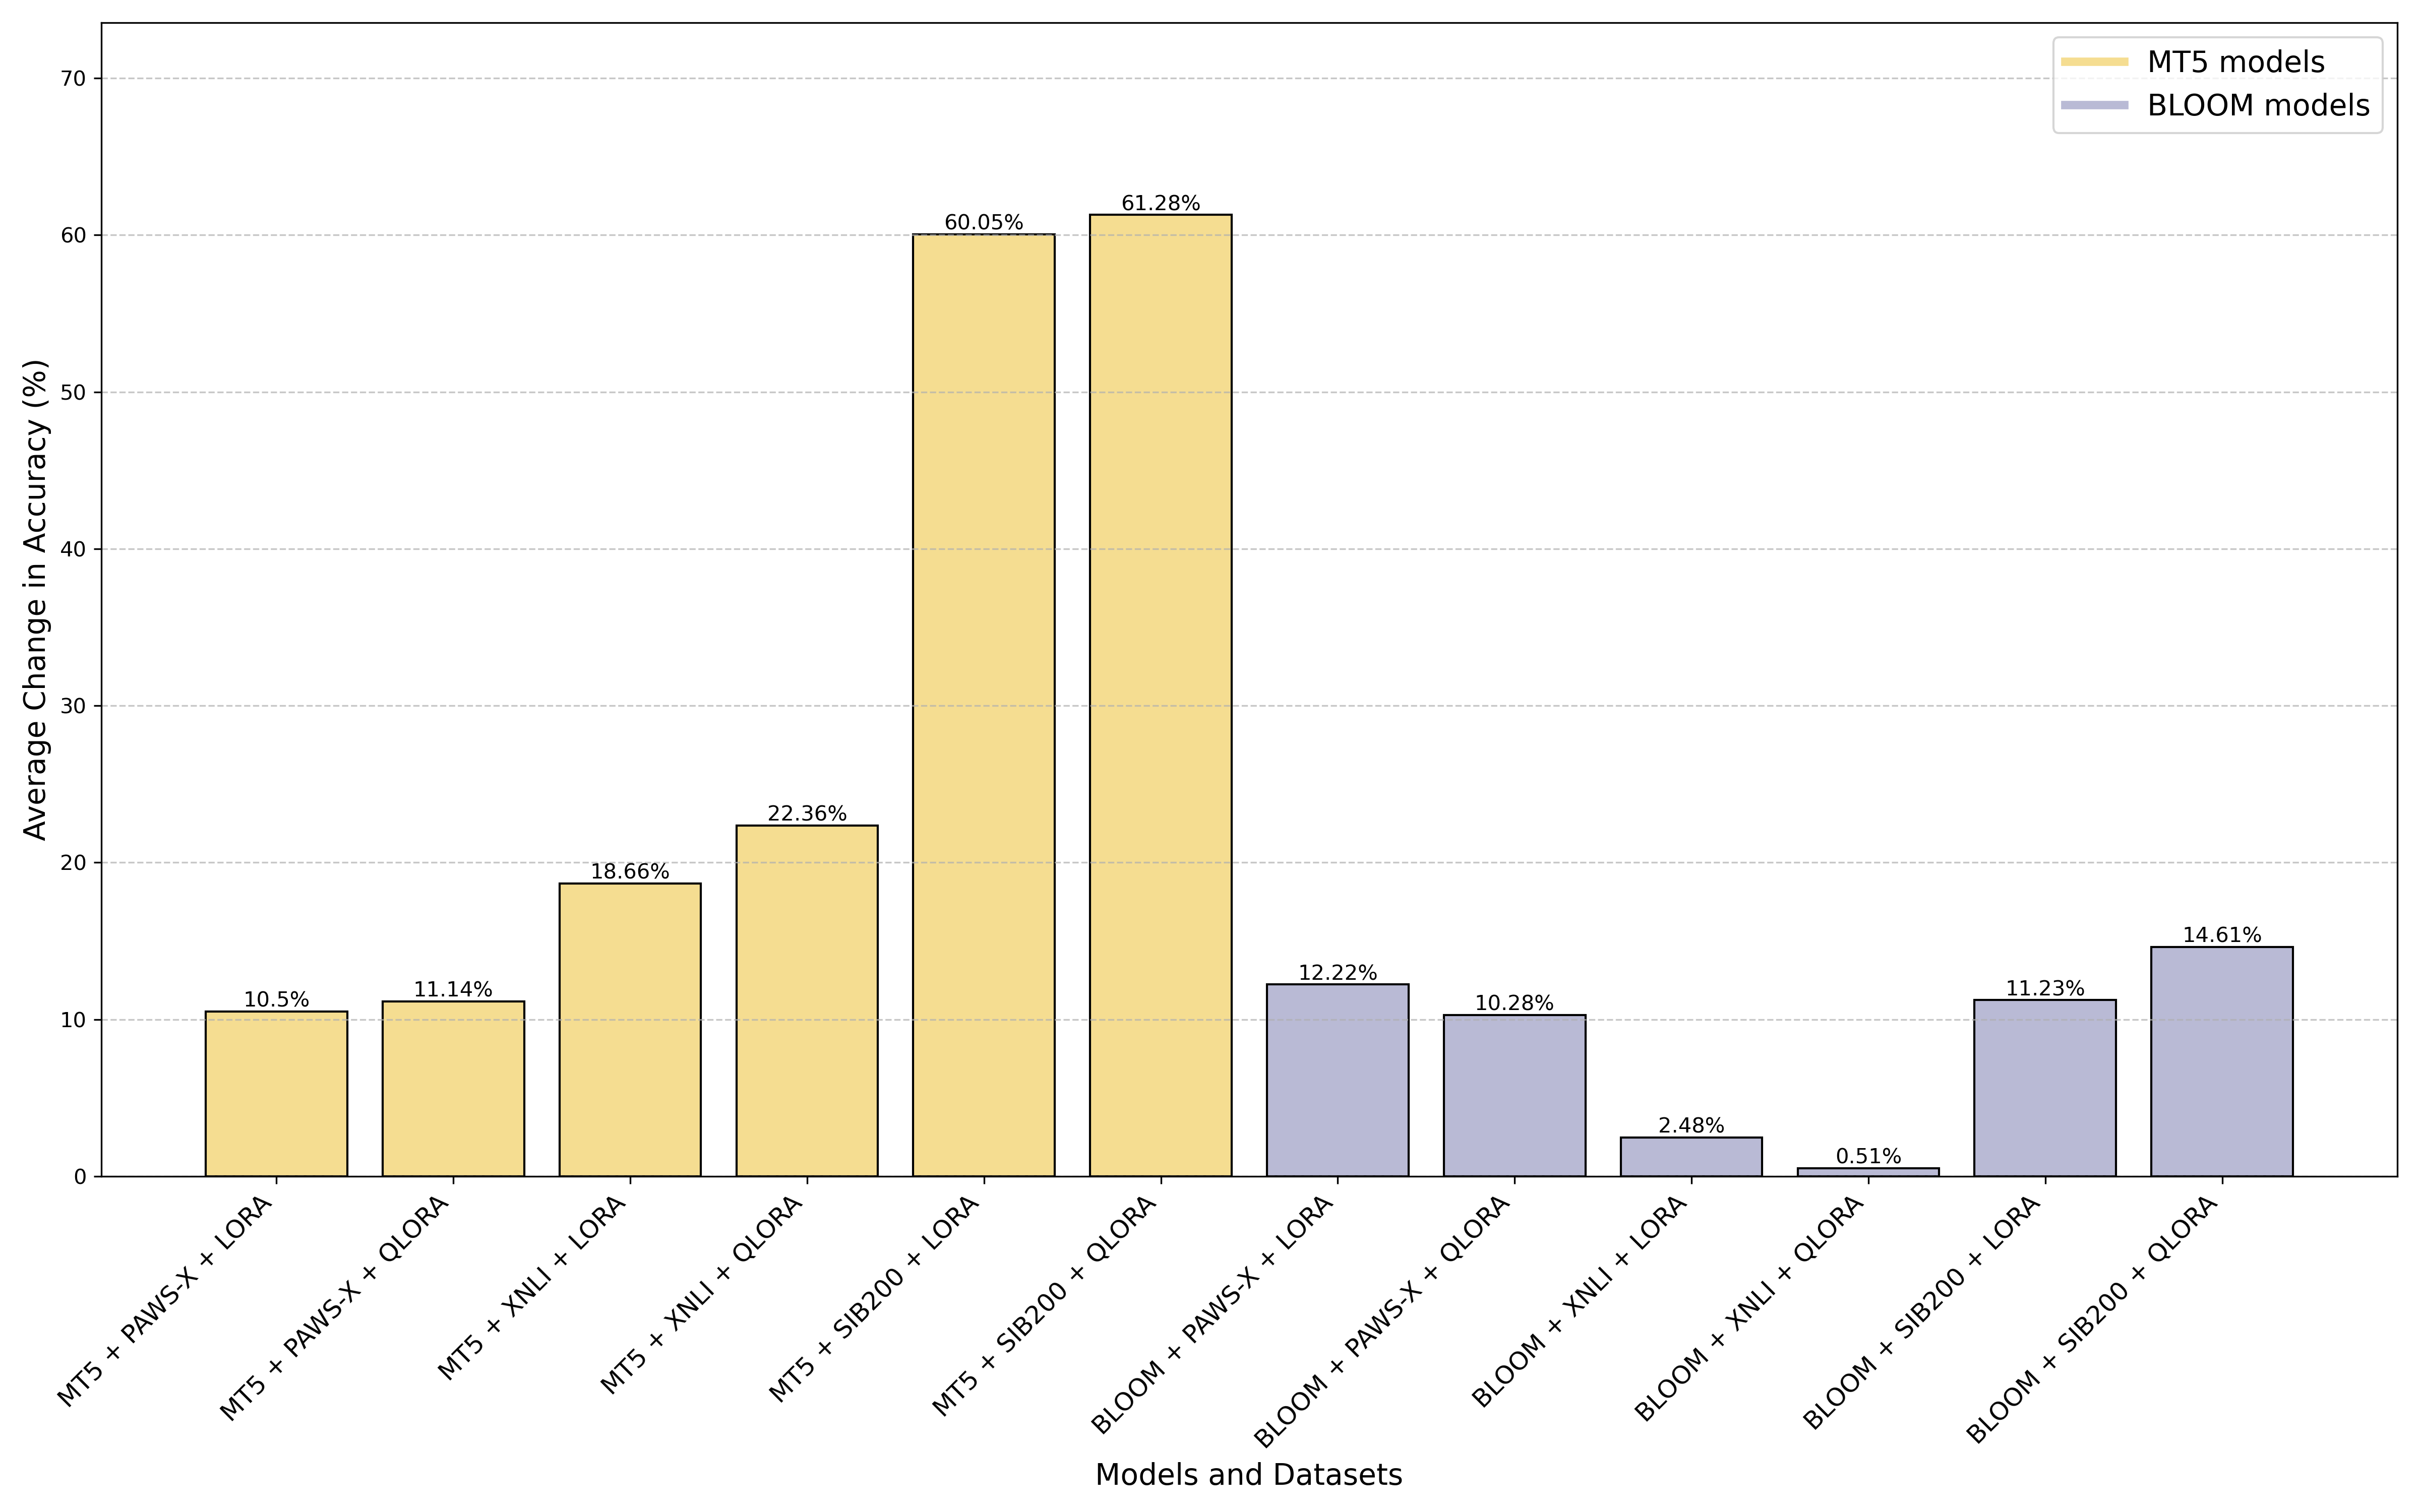 MT5 models
BLOOM models
Average Change in Accuracy (%)
70
60
50
40
30
20
10
0
10.5%
11.14%
18.66%
22.36%
60.05%
61.28%
12.22%
10.28%
2.48%
0.51%
11.23%
14.61%
MT5 + PAWS-X + LORA
MT5 + PAWS-X + QLORA
MT5 + XNLI + LORA
MT5 + XNLI + QLORA
MT5 + SIB200 + LORA
MT5 + SIB200 + QLORA
BLOOM + PAWS-X + LORA
BLOOM + PAWS-X + QLORA
BLOOM + XNLI + LORA
BLOOM + XNLI + QLORA
BLOOM + SIB200 + LORA
BLOOM + SIB200 + QLORA
Models and Datasets